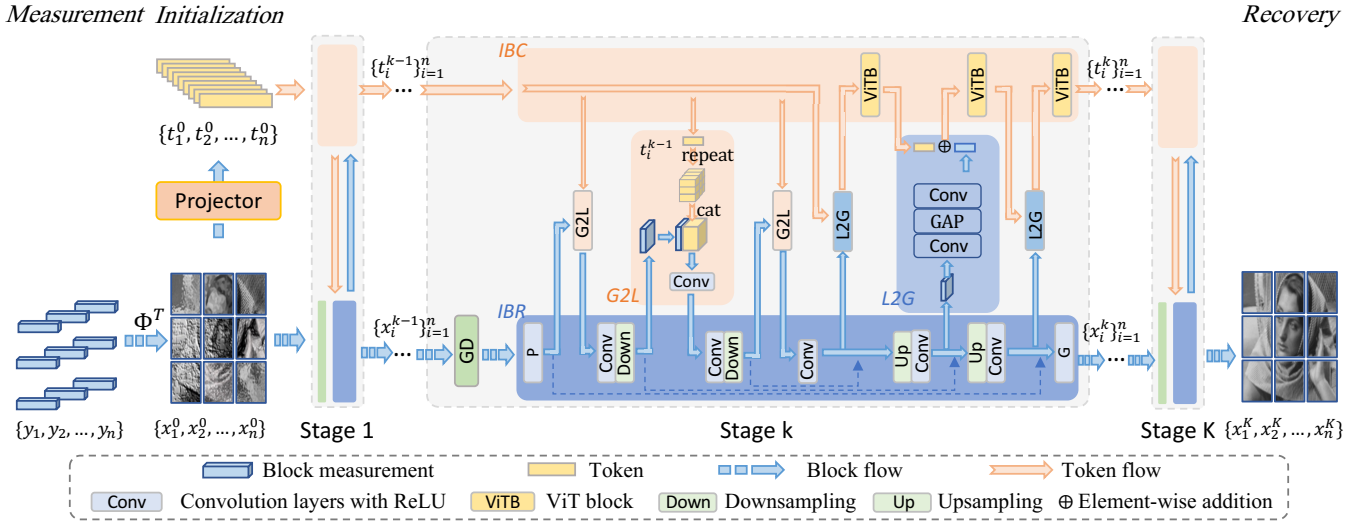 Measurement Initialization Recovery
IBC
{t_i^{k-1}}_{i=1}^n
...
...
{t_i^k}_{i=1}^n
...
ViTB
ViTB
ViTB
{t_1^0, t_2^0, ..., t_n^0}
t_i^{k-1} repeat
⊕
Projector
Conv
GAP
Conv
G2L
cat
G2L
L2G
L2G
Conv
G2L
L2G
Φ^T
IBR
{x_i^{k-1}}_{i=1}^n
...
GD
P
Conv
Down
Conv
Down
Conv
Up
Conv
Up
Conv
G
{x_i^k}_{i=1}^n
...
{y_1, y_2, ..., y_n}
{x_1^0, x_2^0, ..., x_n^0}
Stage 1
Stage k
Stage K
{x_1^K, x_2^K, ..., x_n^K}
Block measurement Token Block flow Token flow
Conv Convolution layers with ReLU ViTB ViT block Down Downsampling Up Upsampling ⊕ Element-wise addition